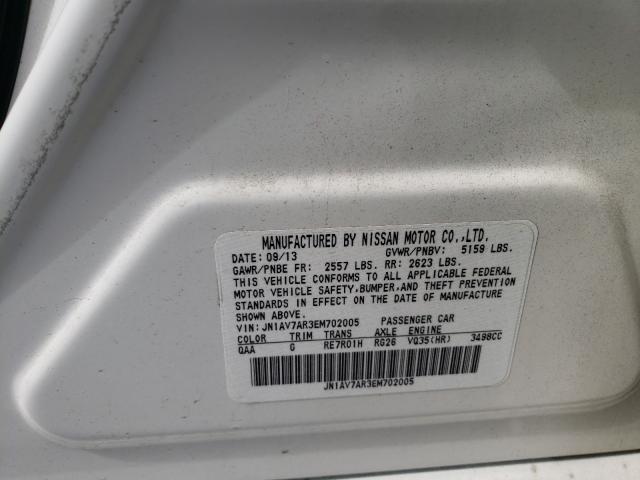 MANUFACTURED BY NISSAN MOTOR CO.,LTD.
DATE: 09/13 GVWR/PNBV: 5159 LBS.
GAWR/PNBE FR: 2557 LBS. RR: 2623 LBS.
THIS VEHICLE CONFORMS TO ALL APPLICABLE FEDERAL
MOTOR VEHICLE SAFETY,BUMPER,AND THEFT PREVENTION
STANDARDS IN EFFECT ON THE DATE OF MANUFACTURE
SHOWN ABOVE.
VIN: JN1AV7AR3EM702005 PASSENGER CAR
COLOR TRIM TRANS AXLE ENGINE
QAA G RE7R01H RG26 VQ35(HR) 3498CC
JN1AV7AR3EM702005